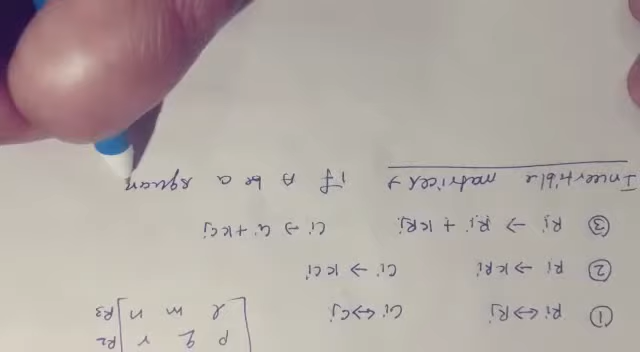 p q r R2
① Ri ↔ Rj Ci ↔ Cj l m n R3
② Ri → KRi Ci → KCi
③ Ri → Ri + KRj Ci → Ci + KCj
Invertible matrices → if A be a squar